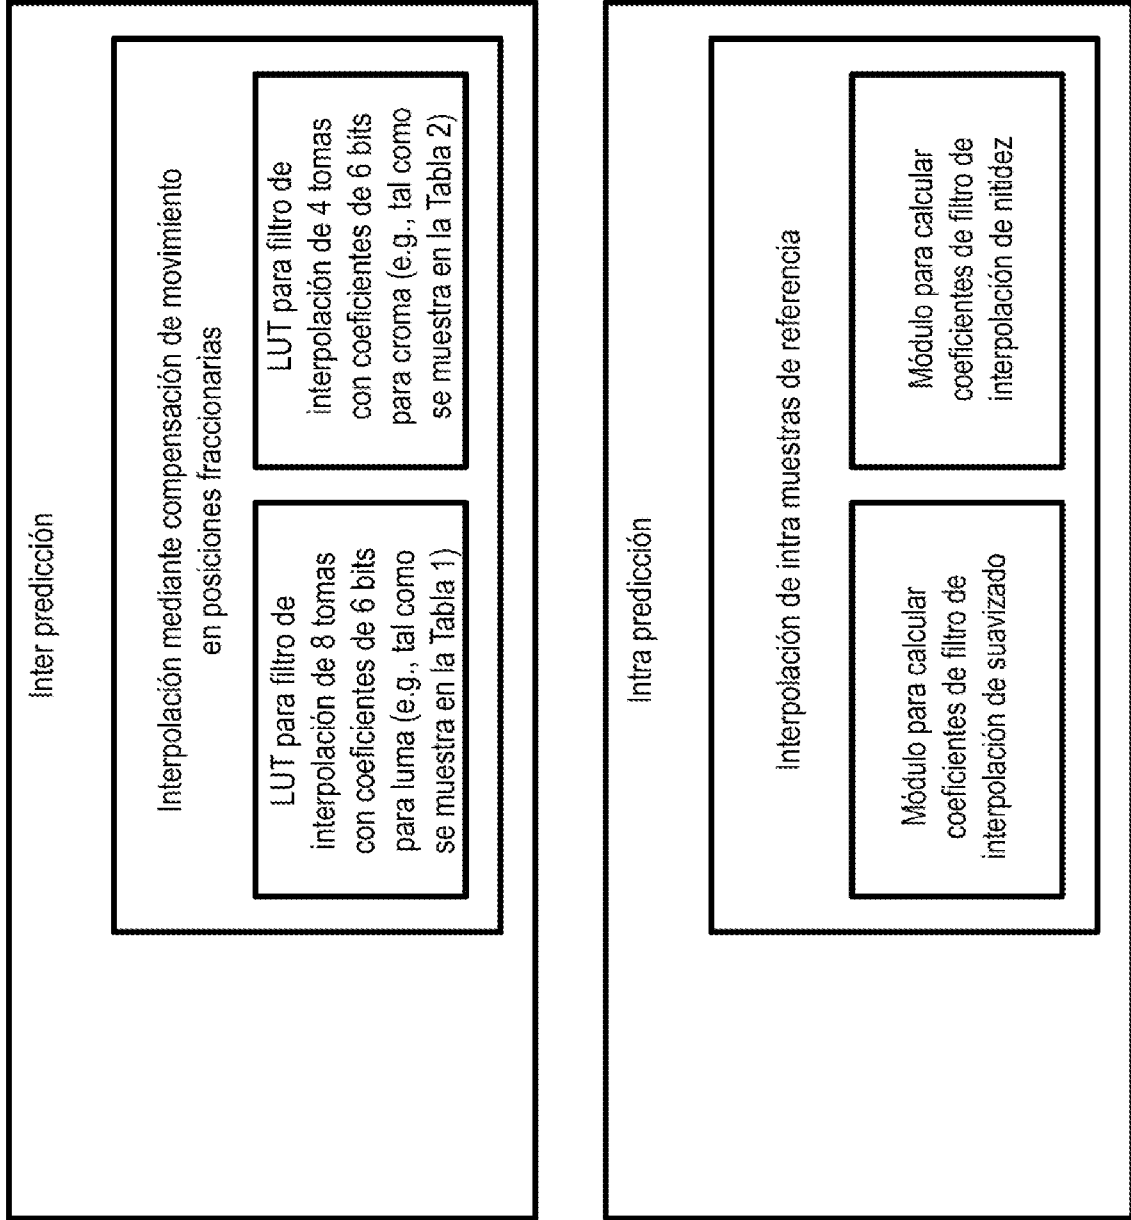 Inter predicción
Interpolación mediante compensación de movimiento
en posiciones fraccionarias
LUT para filtro de
interpolación de 8 tomas
con coeficientes de 6 bits
para luma (e.g., tal como
se muestra en la Tabla 1)
LUT para filtro de
interpolación de 4 tomas
con coeficientes de 6 bits
para croma (e.g., tal como
se muestra en la Tabla 2)
Intra predicción
Interpolación de intra muestras de referencia
Módulo para calcular
coeficientes de filtro de
interpolación de suavizado
Módulo para calcular
coeficientes de filtro de
interpolación de nitidez